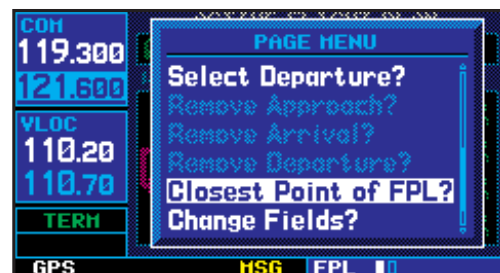 COM
119.300
121.600
VLOC
110.20
110.70
TERM
PAGE MENU
Select Departure?
Remove Approach?
Remove Arrival?
Remove Departure?
Closest Point of FPL?
Change Fields?
GPS MSG FPL